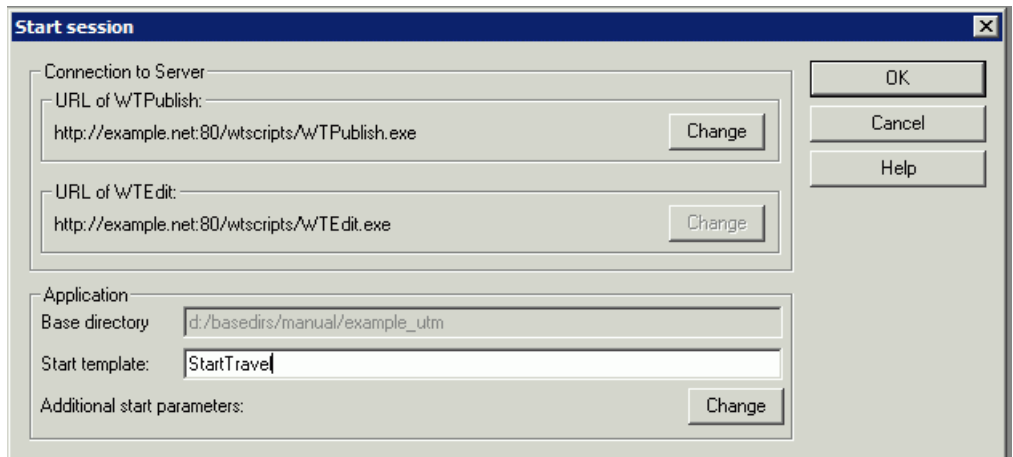 Start session
Connection to Server
URL of WTPublish:
http://example.net:80/wtscripts/WTPublish.exe
Change
URL of WTEdit:
http://example.net:80/wtscripts/WTEdit.exe
Change
Application
Base directory
d:/basedirs/manual/example_utm
Start template:
StartTravel
Additional start parameters:
Change
OK
Cancel
Help